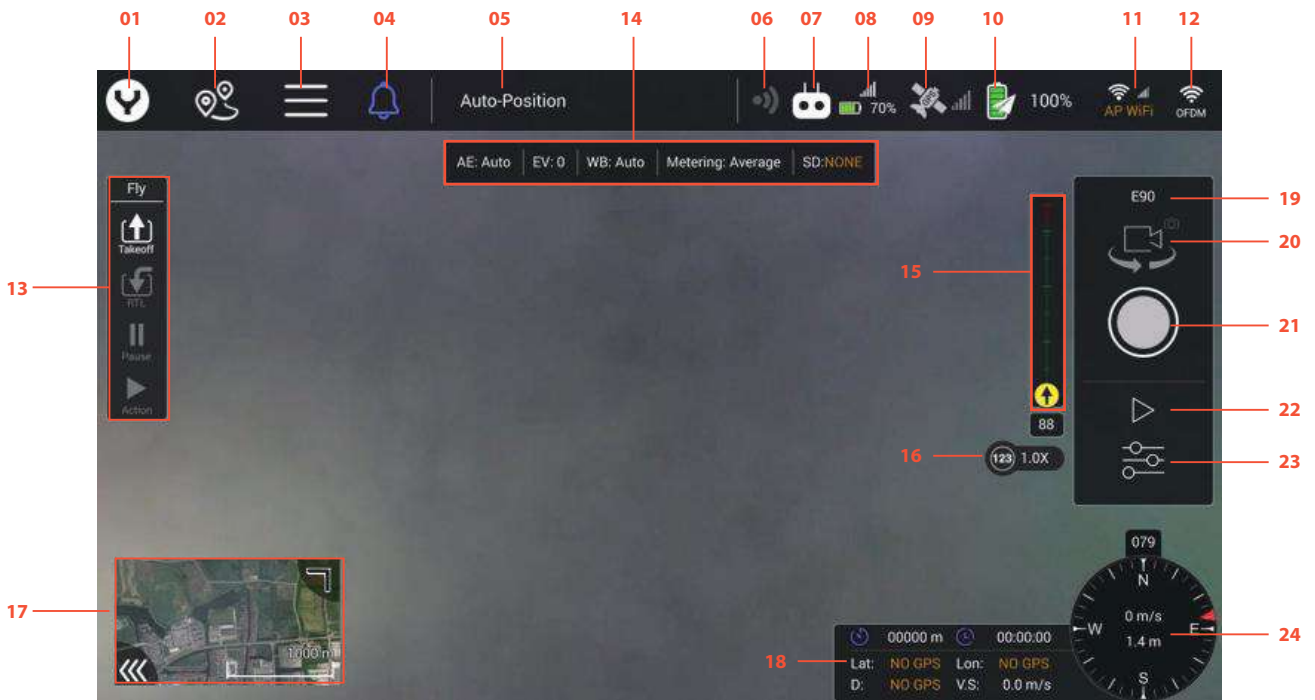 01 02 03 04 05 14 06 07 08 09 10 11 12
Auto-Position
70%
100%
AP WiFi
OFDM
AE: Auto EV: 0 WB: Auto Metering: Average SD:NONE
Fly
Takeoff
RTL
Pause
Action
13
15
88
16
123 1.0X
E90
19
20
21
22
23
17
1000 m
18
00000 m 00:00:00
Lat: NO GPS Lon: NO GPS
D: NO GPS V.S: 0.0 m/s
079
N
W
E
S
0 m/s
1.4 m
24